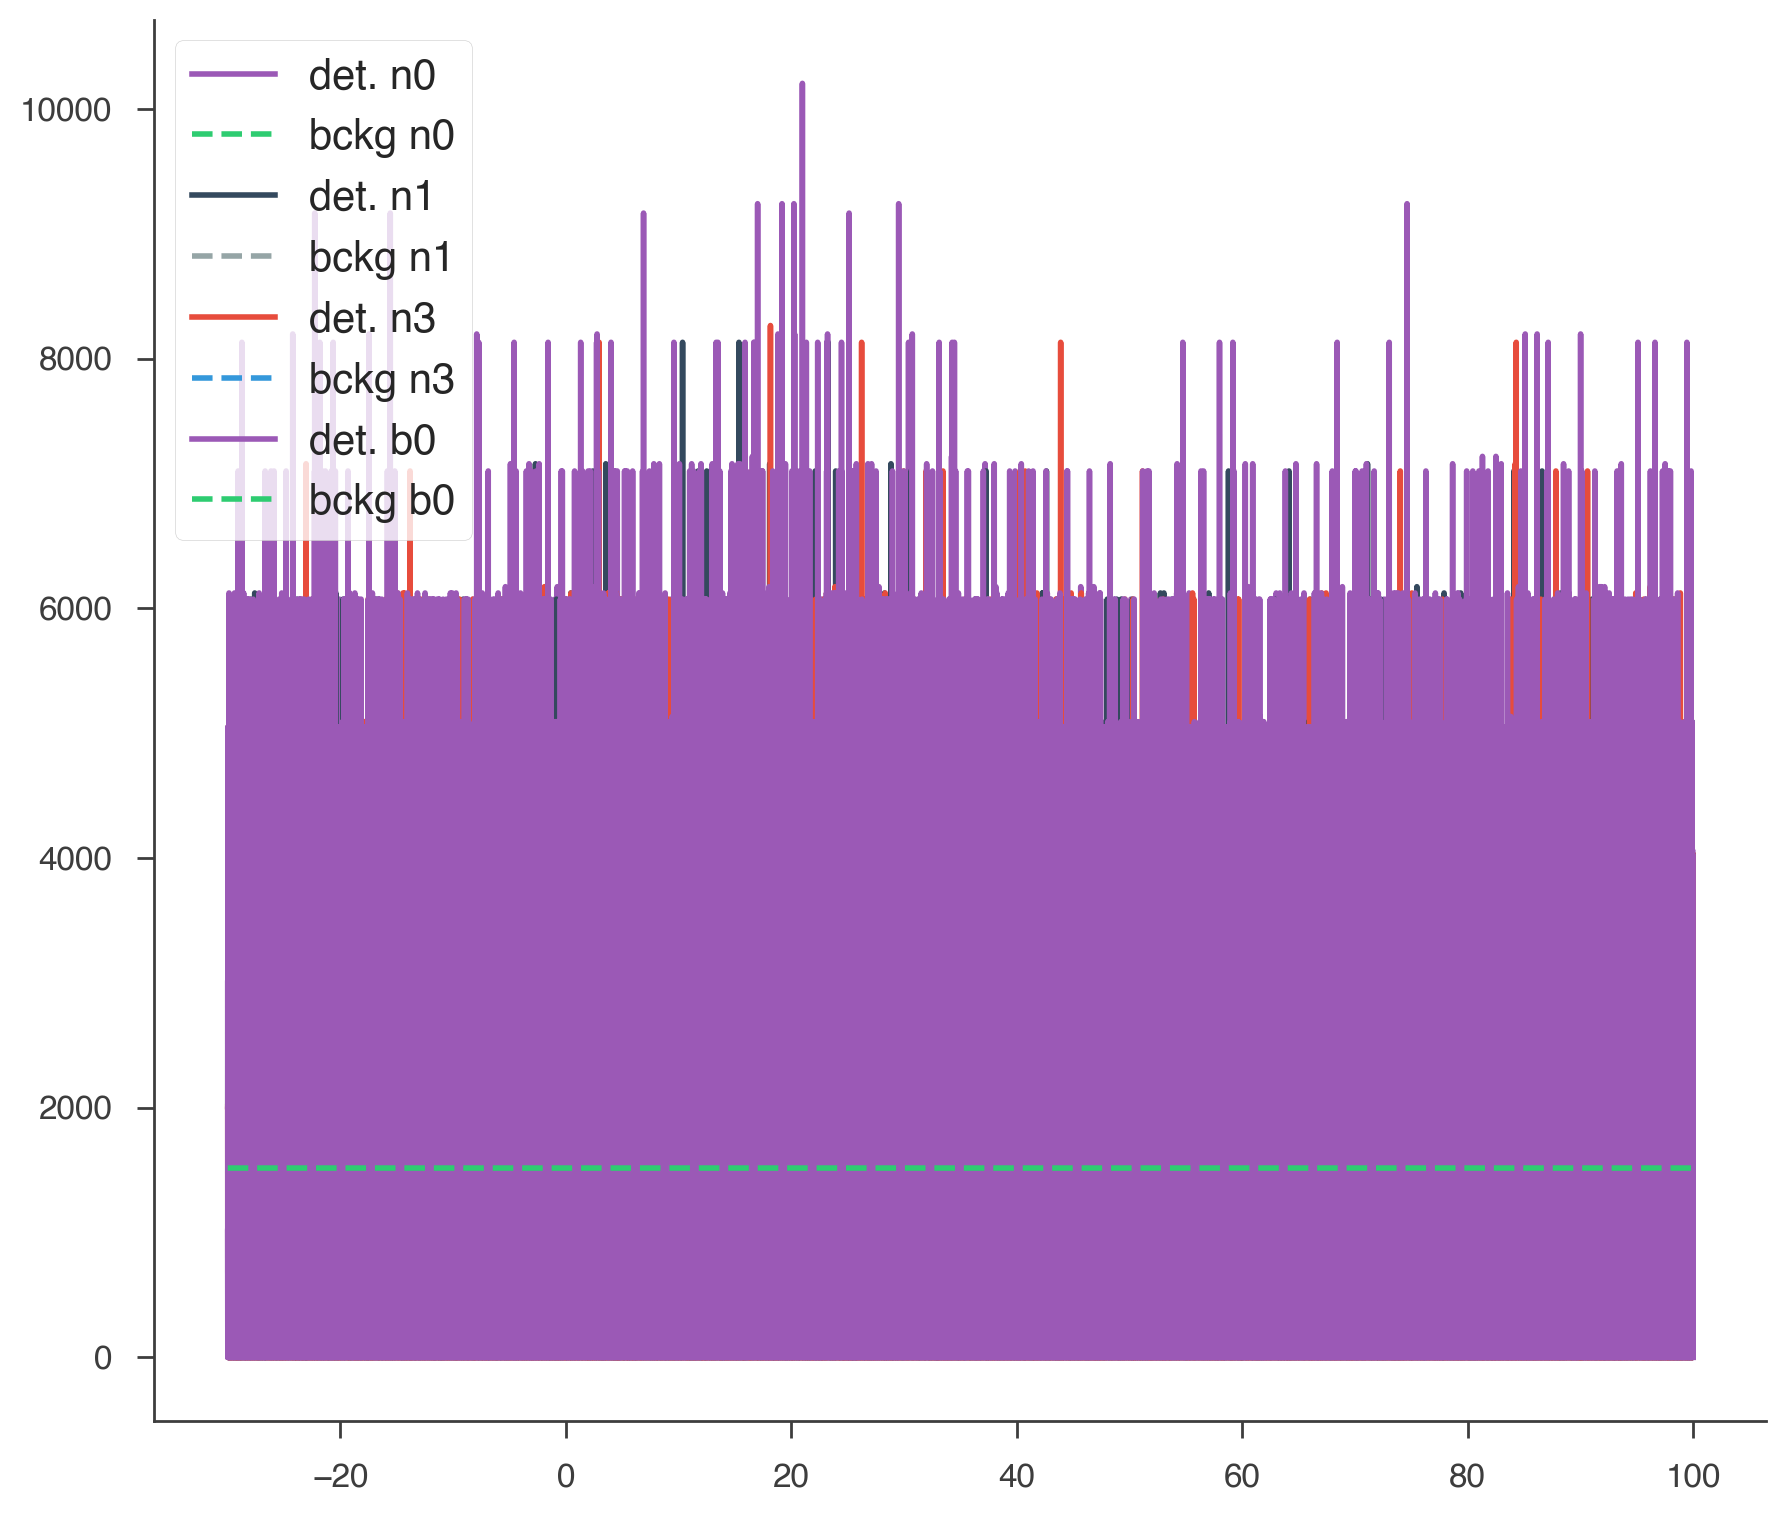 det. n0
bckg n0
det. n1
bckg n1
det. n3
bckg n3
det. b0
bckg b0
10000
8000
6000
4000
2000
0
−20 0 20 40 60 80 100